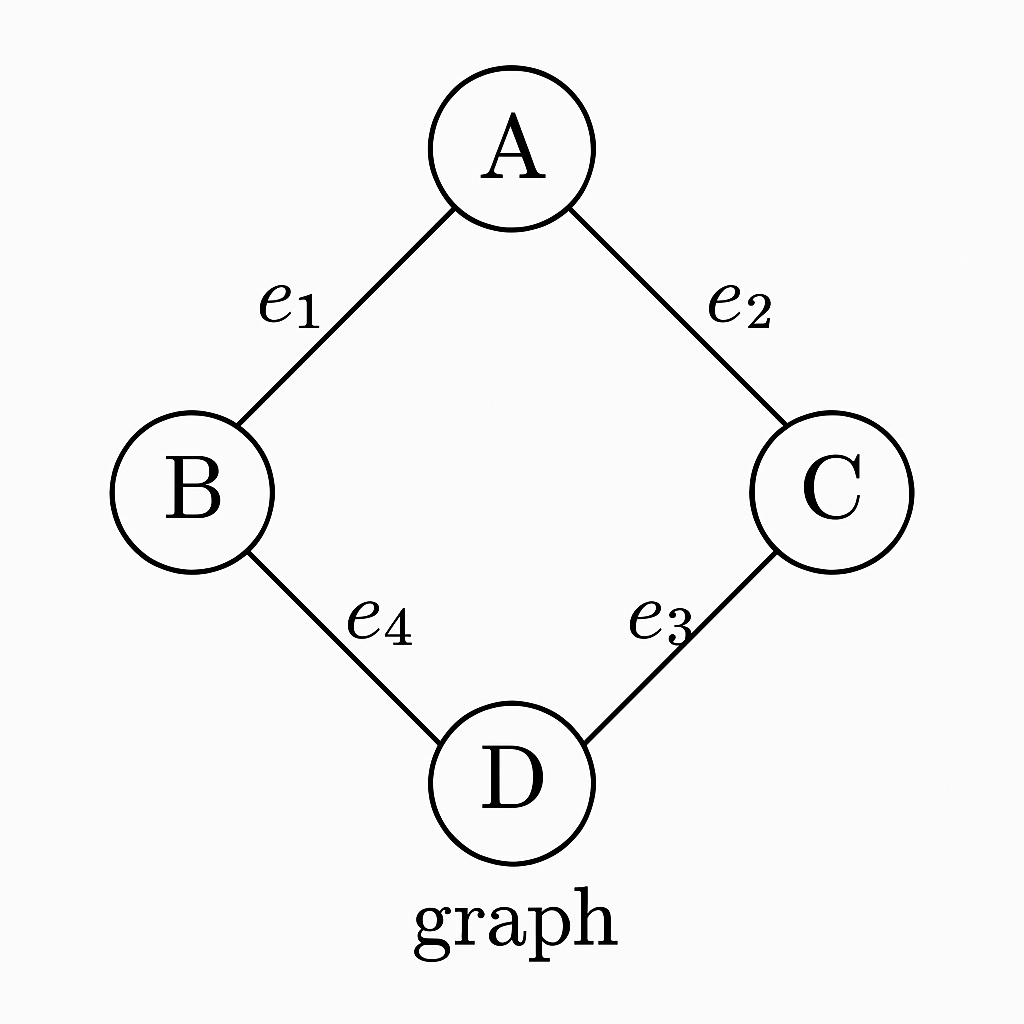 A
e₁ e₂
B C
e₄ e₃
D
graph